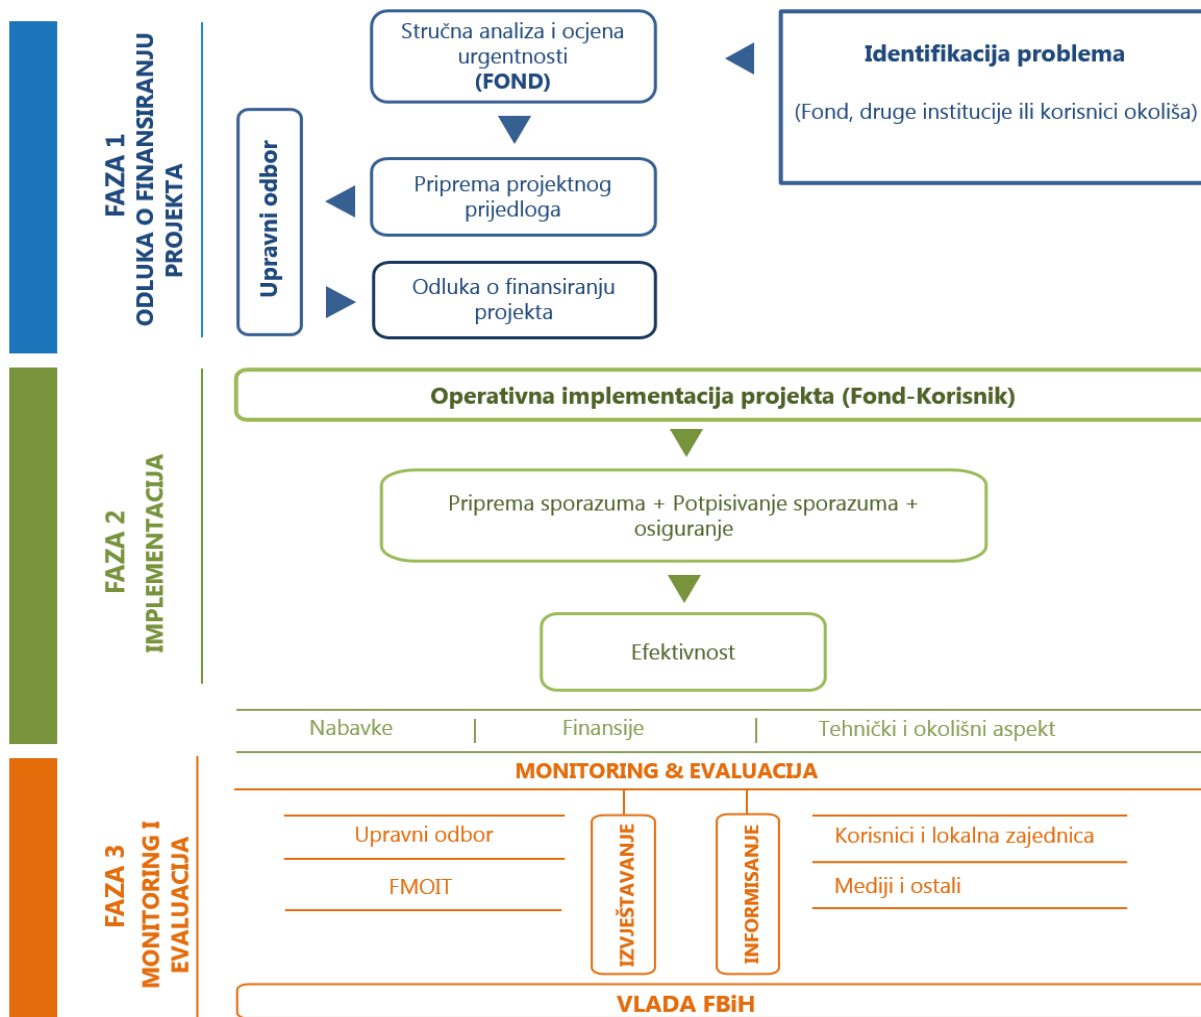 FAZA 1
ODLUKA O FINANSIRANJU
PROJEKTA
Identifikacija problema
(Fond, druge institucije ili korisnici okoliša)
Stručna analiza i ocjena
urgentnosti
(FOND)
Upravni odbor
Priprema projektnog
prijedloga
Odluka o finansiranju
projekta
FAZA 2
IMPLEMENTACIJA
Operativna implementacija projekta (Fond-Korisnik)
Priprema sporazuma + Potpisivanje sporazuma +
osiguranje
Efektivnost
Nabavke
Finansije
Tehnički i okolišni aspekt
FAZA 3
MONITORING I
EVALUACIJA
MONITORING & EVALUACIJA
Upravni odbor
FMOIT
IZVJEŠTAVANJE
INFORMISANJE
Korisnici i lokalna zajednica
Mediji i ostali
VLADA FBiH